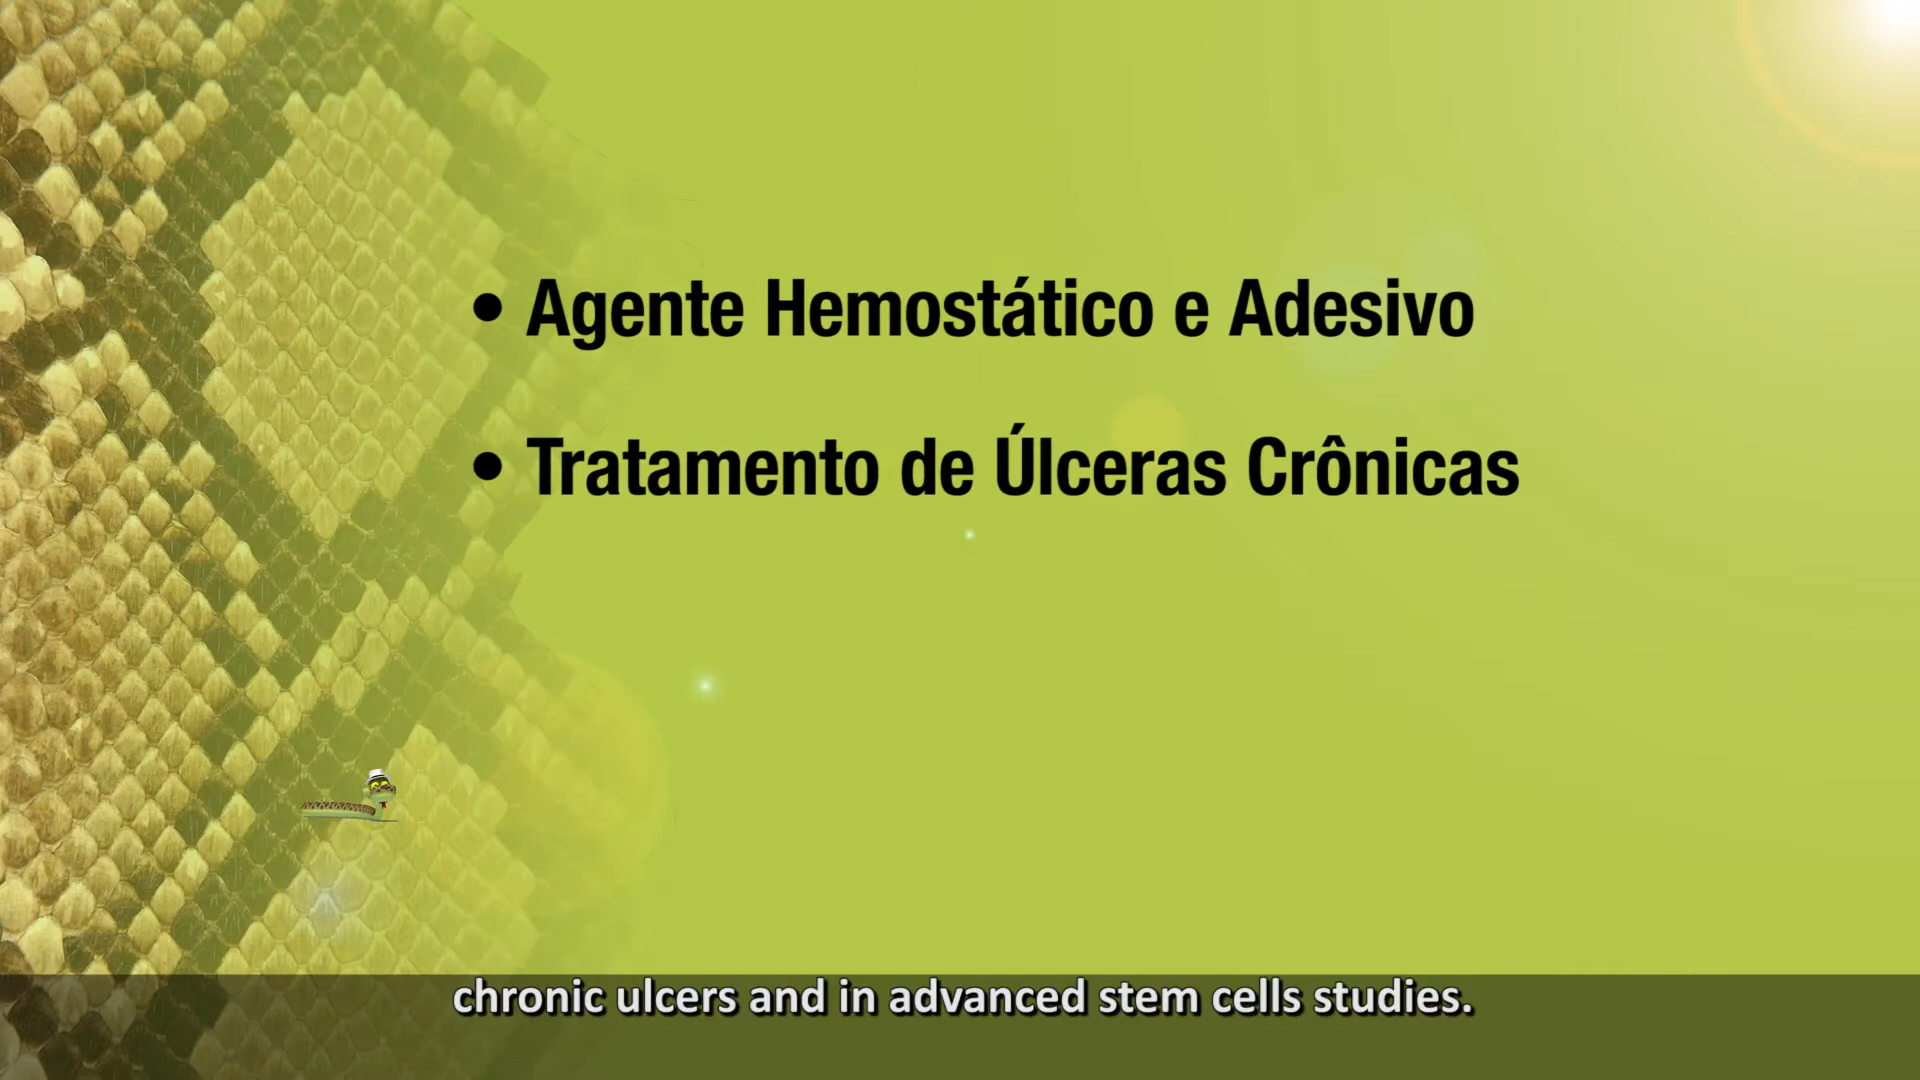 • Agente Hemostático e Adesivo
• Tratamento de Úlceras Crônicas
chronic ulcers and in advanced stem cells studies.